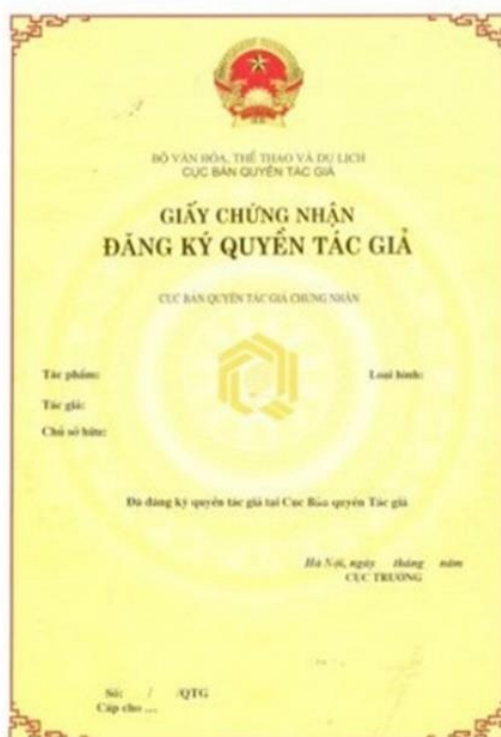 BỘ VĂN HÓA, THỂ THAO VÀ DU LỊCH
CỤC BẢN QUYỀN TÁC GIẢ
GIẤY CHỨNG NHẬN
ĐĂNG KÝ QUYỀN TÁC GIẢ
CỤC BẢN QUYỀN TÁC GIẢ CHỨNG NHẬN
Tác phẩm: Loại hình:
Tác giả:
Chủ sở hữu:
Đã đăng ký quyền tác giả tại Cục Bản quyền Tác giả
Hà Nội, ngày tháng năm
CỤC TRƯỞNG
Số: / /QTG
Cấp cho ...